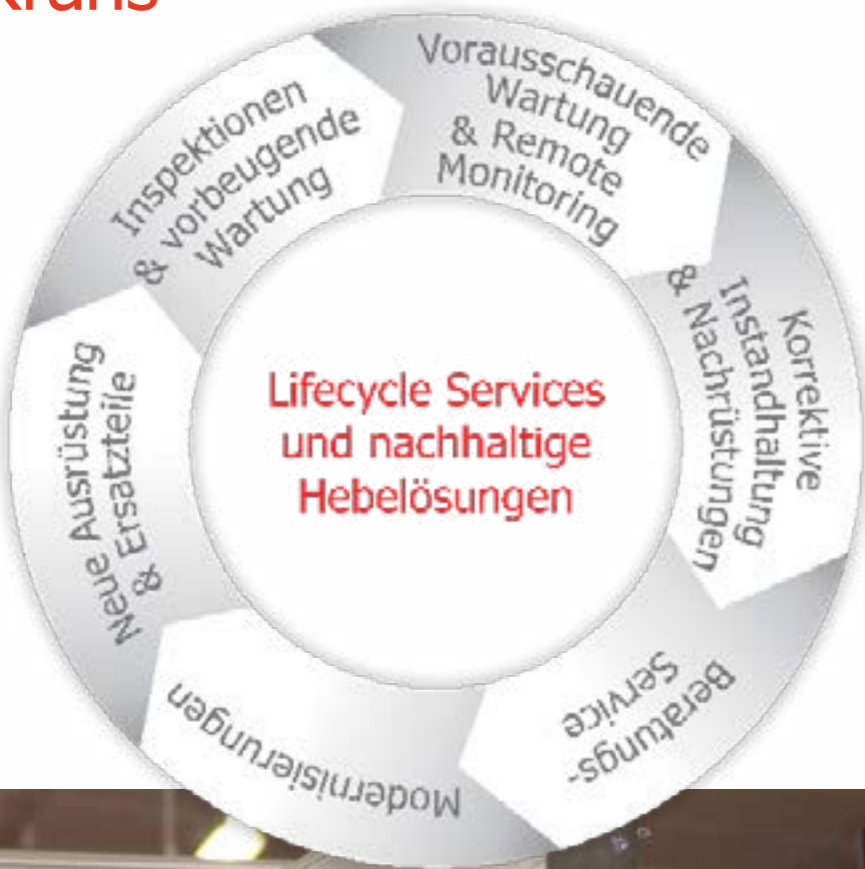 Vorausschauende
Wartung
& Remote
Monitoring
Korrektive
Instandhaltung
& Nachrüstungen
Beratungs-
Service
Modernisierungen
Neue Ausrüstung
& Ersatzteile
Inspektionen
& vorbeugende
Wartung
Lifecycle Services
und nachhaltige
Hebelösungen